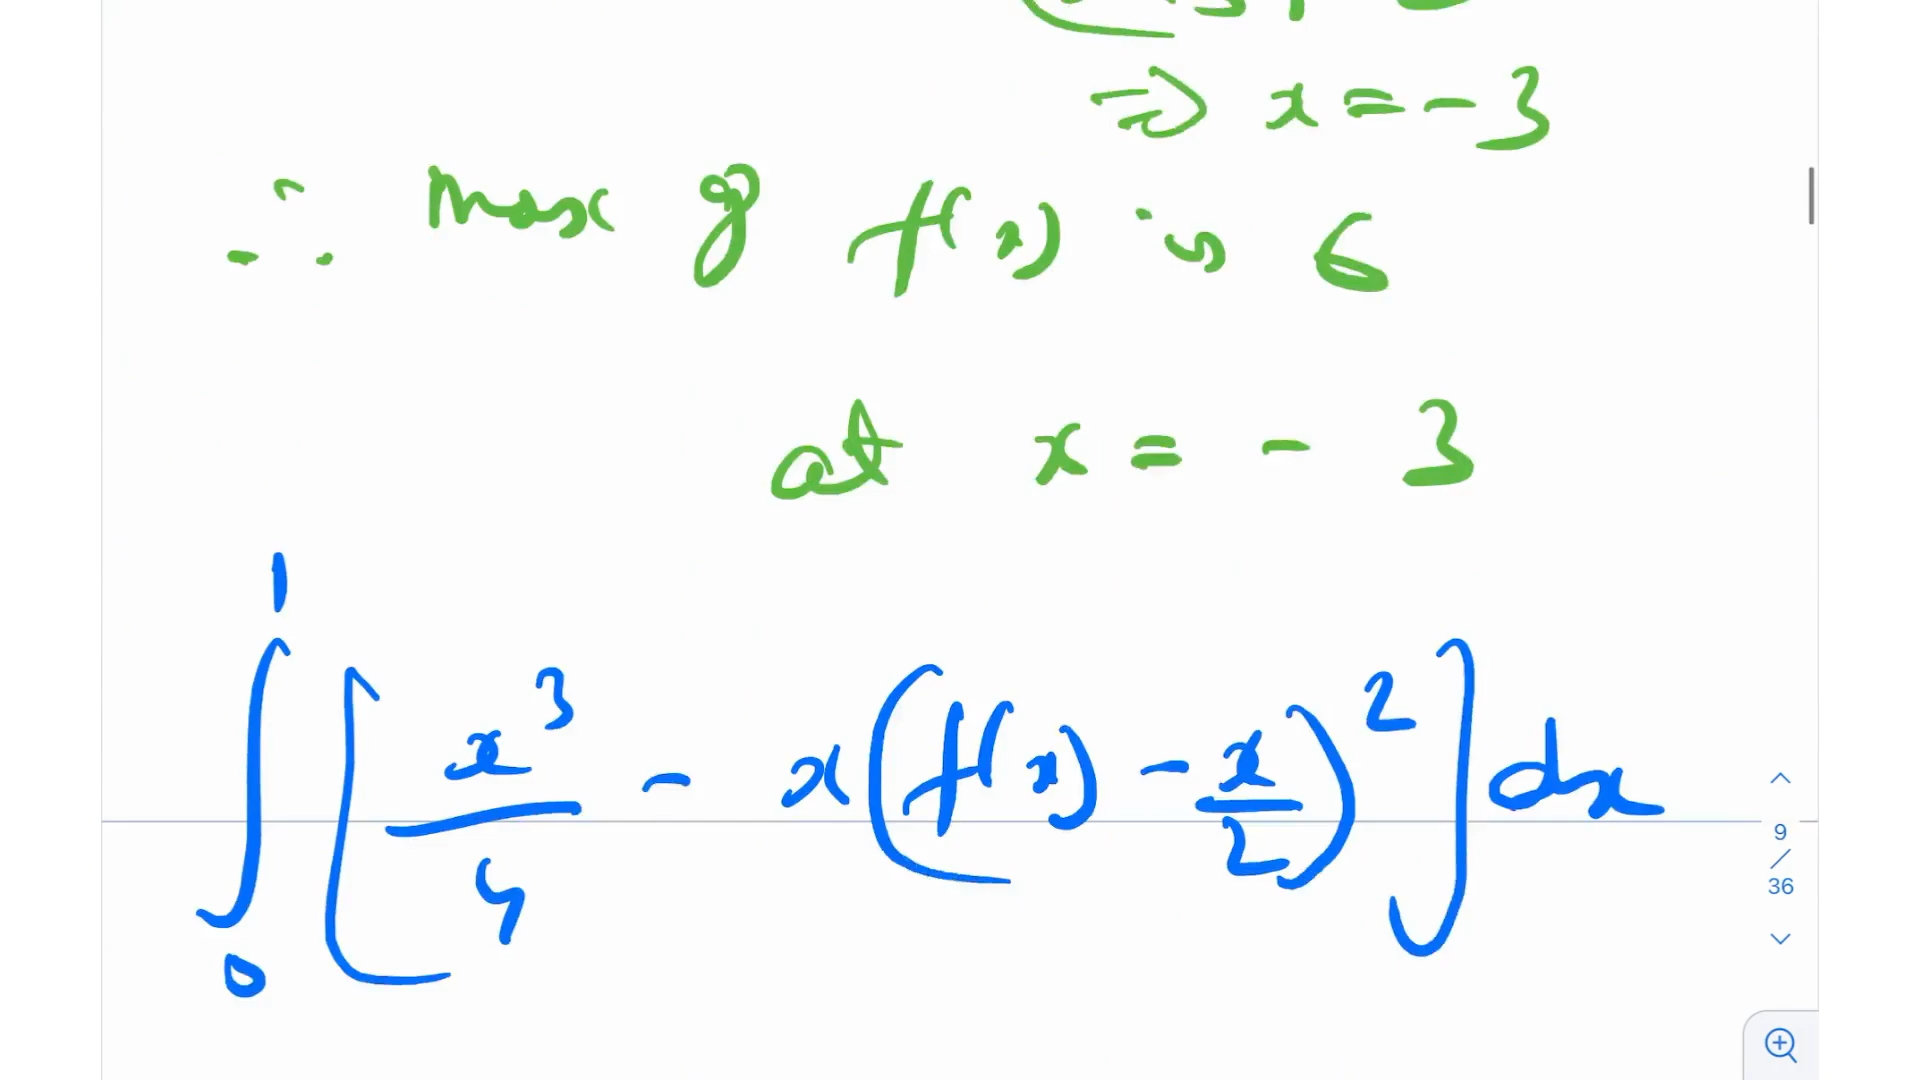 ⇒ x = -3
∴ max of f(x) is 6
at x = - 3
∫₀¹ [ x³/4 - x( f(x) - x/2 )² ] dx
9
/
36